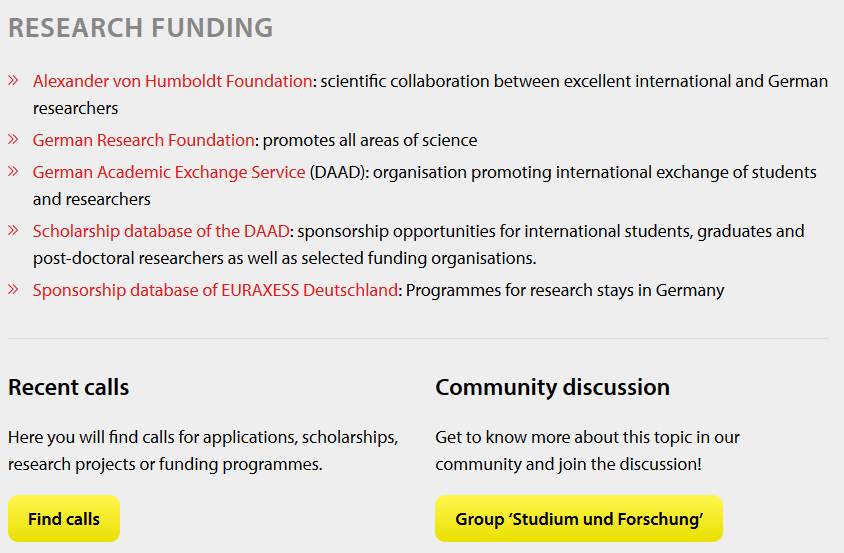 RESEARCH FUNDING
Alexander von Humboldt Foundation: scientific collaboration between excellent international and German
researchers
German Research Foundation: promotes all areas of science
German Academic Exchange Service (DAAD): organisation promoting international exchange of students
and researchers
Scholarship database of the DAAD: sponsorship opportunities for international students, graduates and
post-doctoral researchers as well as selected funding organisations.
Sponsorship database of EURAXESS Deutschland: Programmes for research stays in Germany
Recent calls
Here you will find calls for applications, scholarships,
research projects or funding programmes.
Find calls
Community discussion
Get to know more about this topic in our
community and join the discussion!
Group ‘Studium und Forschung’